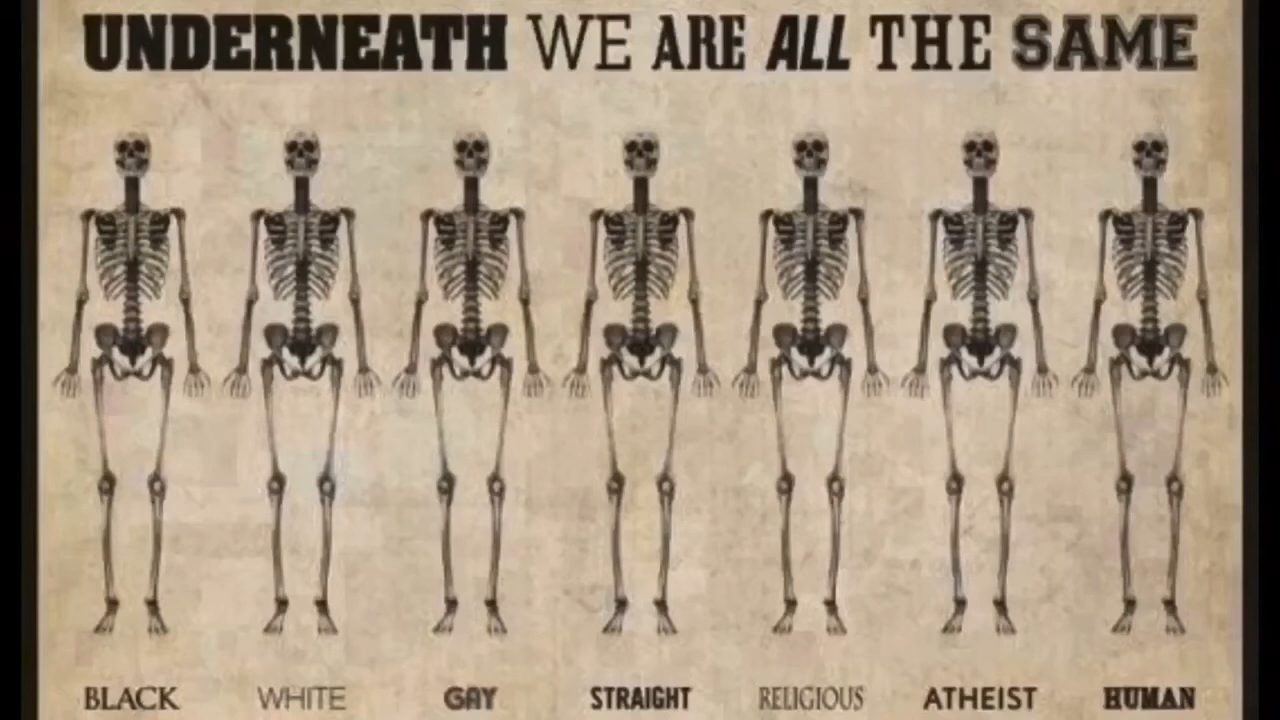 UNDERNEATH WE ARE ALL THE SAME
BLACK WHITE GAY STRAIGHT RELIGIOUS ATHEIST HUMAN